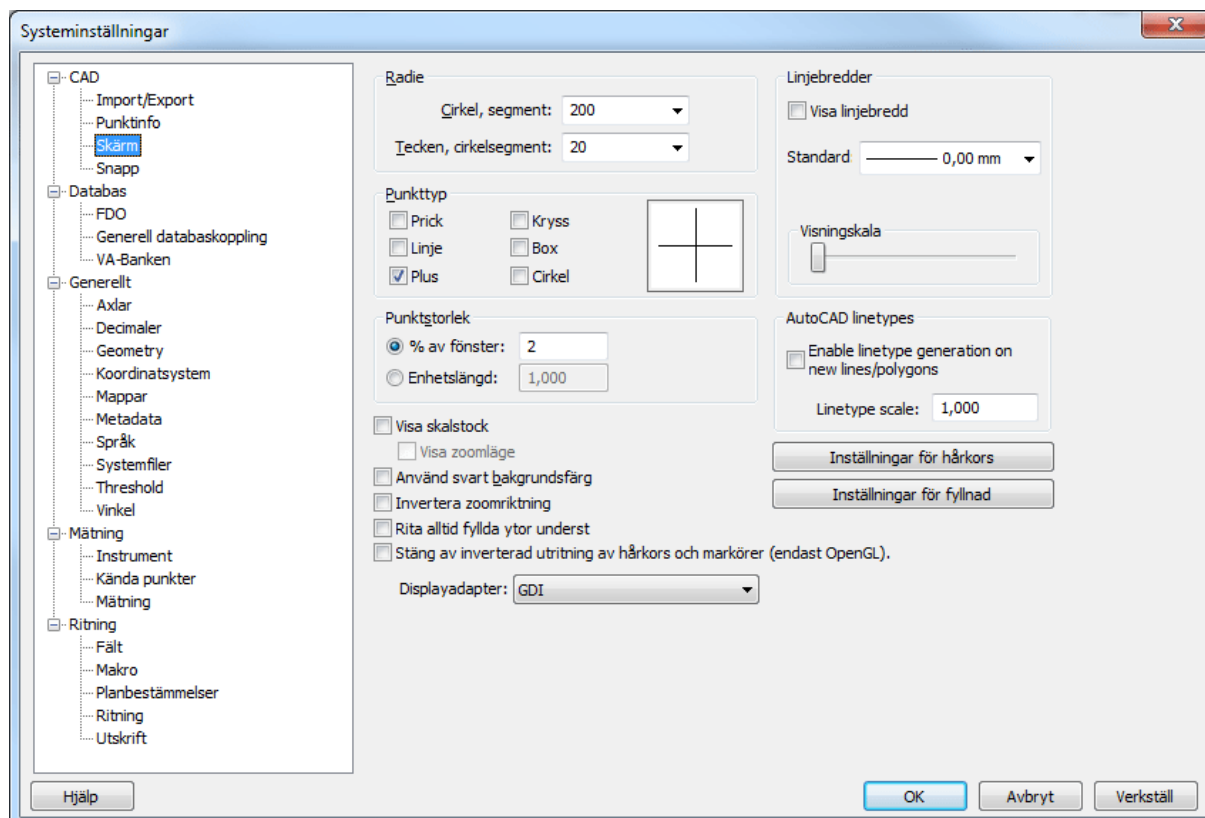 Systeminställningar
CAD
Import/Export
Punktinfo
Skärm
Snapp
Databas
FDO
Generell databaskoppling
VA-Banken
Generellt
Axlar
Decimaler
Geometry
Koordinatsystem
Mappar
Metadata
Språk
Systemfiler
Threshold
Vinkel
Mätning
Instrument
Kända punkter
Mätning
Ritning
Fält
Makro
Planbestämmelser
Ritning
Utskrift
Radie
Cirkel, segment: 200
Tecken, cirkelsegment: 20
Punkttyp
Prick Kryss
Linje Box
Plus Cirkel
Punktstorlek
% av fönster: 2
Enhetslängd: 1,000
Visa skalstock
Visa zoomläge
Använd svart bakgrundsfärg
Invertera zoomriktning
Rita alltid fyllda ytor underst
Stäng av inverterad utritning av hårkors och markörer (endast OpenGL).
Displayadapter: GDI
Linjebredder
Visa linjebredd
Standard 0,00 mm
Visningskala
AutoCAD linetypes
Enable linetype generation on
new lines/polygons
Linetype scale: 1,000
Inställningar för hårkors
Inställningar för fyllnad
Hjälp OK Avbryt Verkställ